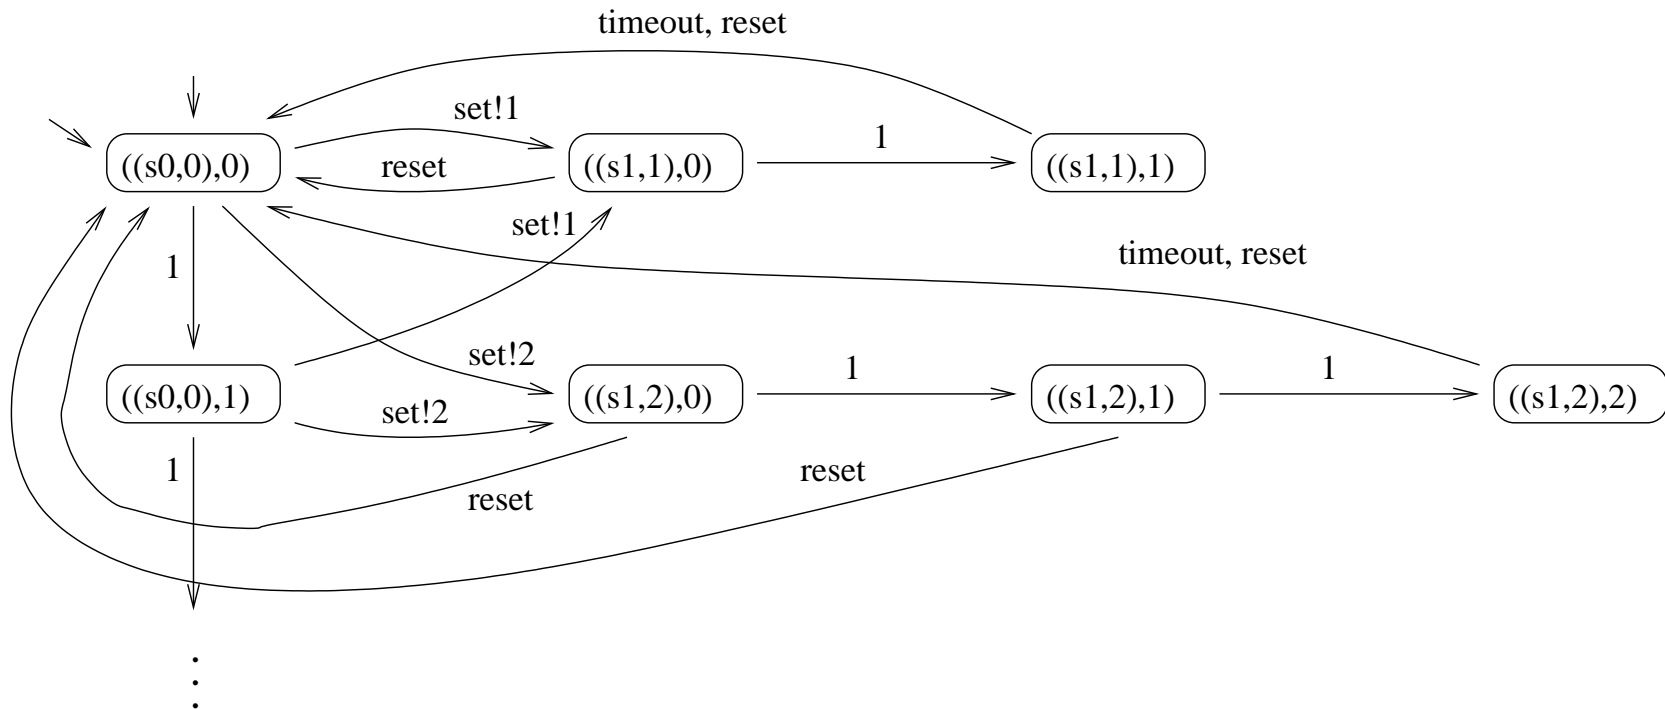 timeout, reset
set!1
1
((s0,0),0)
reset
((s1,1),0)
((s1,1),1)
set!1
1
timeout, reset
set!2
1
1
((s0,0),1)
set!2
((s1,2),0)
((s1,2),1)
((s1,2),2)
1
reset
reset